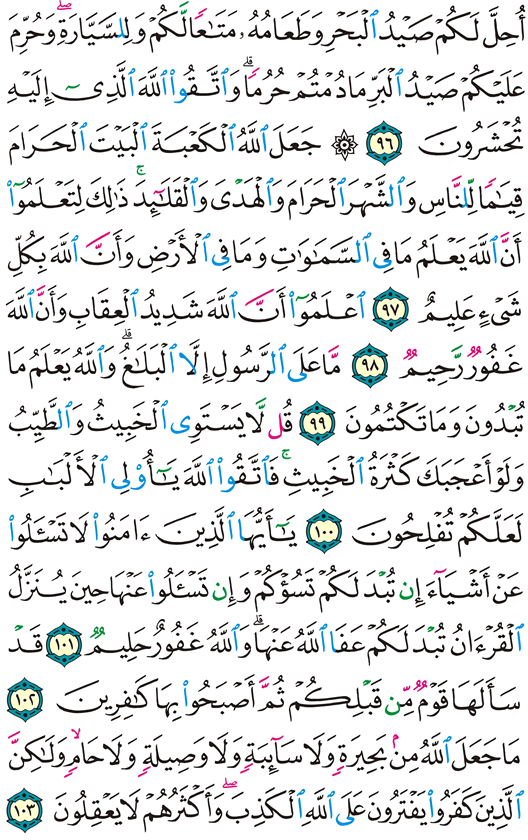 أُحِلَّ لَكُمْ صَيْدُ ٱلْبَحْرِ وَطَعَامُهُۥ مَتَٰعًا لَّكُمْ وَلِلسَّيَّارَةِۖ وَحُرِّمَ
عَلَيْكُمْ صَيْدُ ٱلْبَرِّ مَا دُمْتُمْ حُرُمًاۗ وَٱتَّقُوا۟ ٱللَّهَ ٱلَّذِىٓ إِلَيْهِ
تُحْشَرُونَ ٩٦ ۞ جَعَلَ ٱللَّهُ ٱلْكَعْبَةَ ٱلْبَيْتَ ٱلْحَرَامَ
قِيَٰمًا لِّلنَّاسِ وَٱلشَّهْرَ ٱلْحَرَامَ وَٱلْهَدْىَ وَٱلْقَلَٰٓئِدَۚ ذَٰلِكَ لِتَعْلَمُوٓا۟
أَنَّ ٱللَّهَ يَعْلَمُ مَا فِى ٱلسَّمَٰوَٰتِ وَمَا فِى ٱلْأَرْضِ وَأَنَّ ٱللَّهَ بِكُلِّ
شَىْءٍ عَلِيمٌ ٩٧ ٱعْلَمُوٓا۟ أَنَّ ٱللَّهَ شَدِيدُ ٱلْعِقَابِ وَأَنَّ ٱللَّهَ
غَفُورٌ رَّحِيمٌ ٩٨ مَّا عَلَى ٱلرَّسُولِ إِلَّا ٱلْبَلَٰغُۗ وَٱللَّهُ يَعْلَمُ مَا
تُبْدُونَ وَمَا تَكْتُمُونَ ٩٩ قُل لَّا يَسْتَوِى ٱلْخَبِيثُ وَٱلطَّيِّبُ
وَلَوْ أَعْجَبَكَ كَثْرَةُ ٱلْخَبِيثِۚ فَٱتَّقُوا۟ ٱللَّهَ يَٰٓأُو۟لِى ٱلْأَلْبَٰبِ
لَعَلَّكُمْ تُفْلِحُونَ ١٠٠ يَٰٓأَيُّهَا ٱلَّذِينَ ءَامَنُوا۟ لَا تَسْـَٔلُوا۟
عَنْ أَشْيَآءَ إِن تُبْدَ لَكُمْ تَسُؤْكُمْ وَإِن تَسْـَٔلُوا۟ عَنْهَا حِينَ يُنَزَّلُ
ٱلْقُرْءَانُ تُبْدَ لَكُمْ عَفَا ٱللَّهُ عَنْهَاۗ وَٱللَّهُ غَفُورٌ حَلِيمٌ ١٠١ قَدْ
سَأَلَهَا قَوْمٌ مِّن قَبْلِكُمْ ثُمَّ أَصْبَحُوا۟ بِهَا كَٰفِرِينَ ١٠٢
مَا جَعَلَ ٱللَّهُ مِنۢ بَحِيرَةٍ وَلَا سَآئِبَةٍ وَلَا وَصِيلَةٍ وَلَا حَامٍۙ وَلَٰكِنَّ
ٱلَّذِينَ كَفَرُوا۟ يَفْتَرُونَ عَلَى ٱللَّهِ ٱلْكَذِبَۖ وَأَكْثَرُهُمْ لَا يَعْقِلُونَ ١٠٣